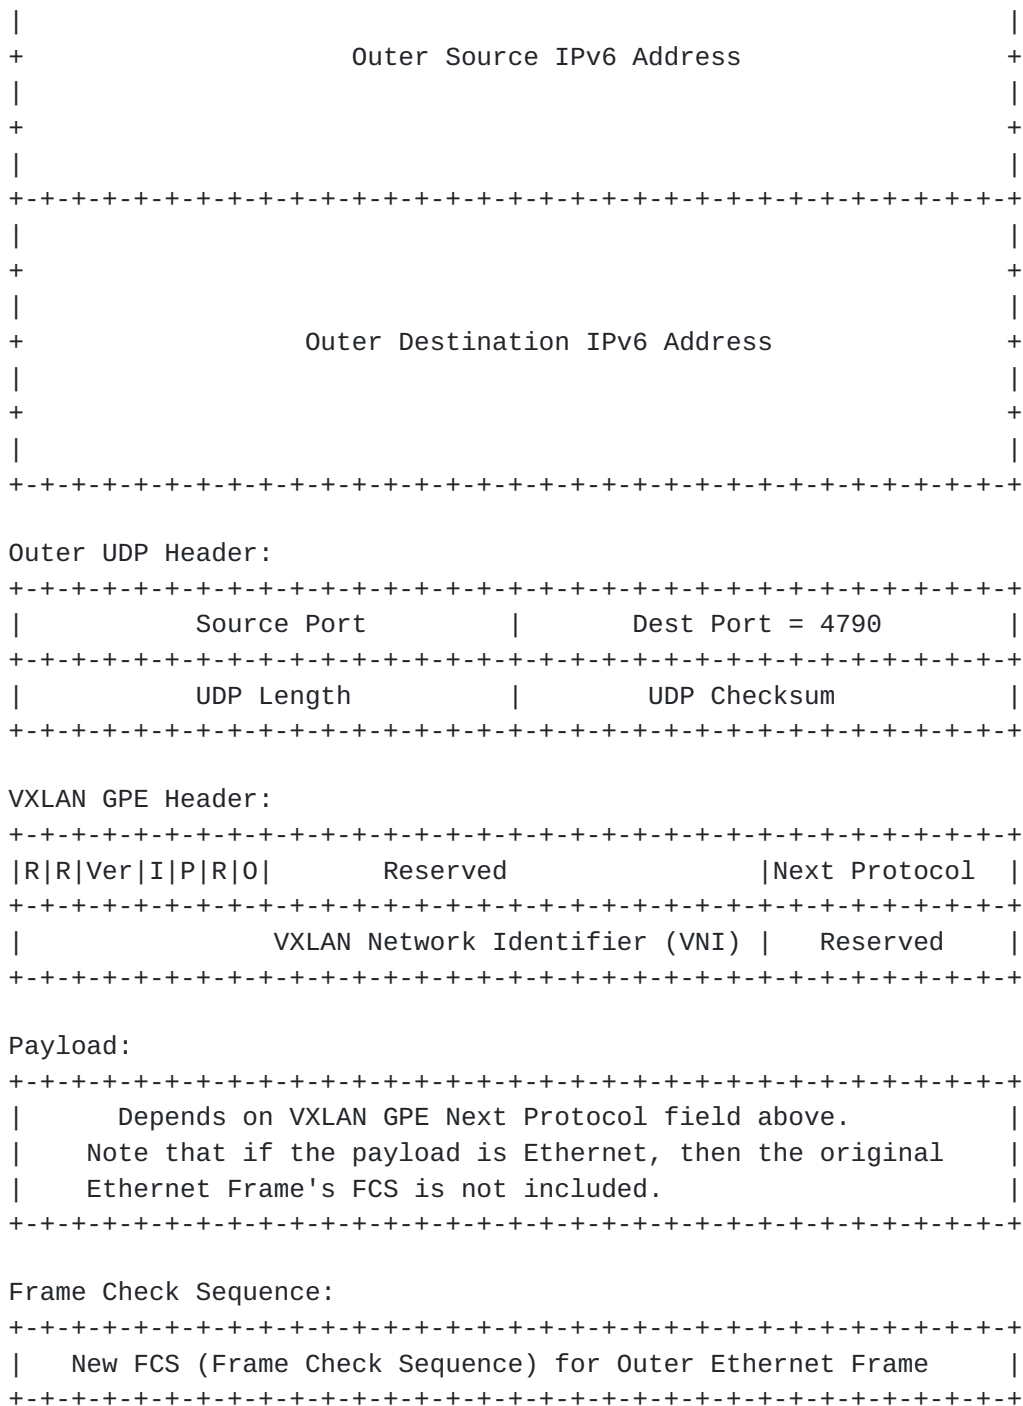 |                                                               |
+                     Outer Source IPv6 Address                 +
|                                                               |
+                                                               +
|                                                               |
+-+-+-+-+-+-+-+-+-+-+-+-+-+-+-+-+-+-+-+-+-+-+-+-+-+-+-+-+-+-+-+-+
|                                                               |
+                                                               +
|                                                               |
+                  Outer Destination IPv6 Address               +
|                                                               |
+                                                               +
|                                                               |
+-+-+-+-+-+-+-+-+-+-+-+-+-+-+-+-+-+-+-+-+-+-+-+-+-+-+-+-+-+-+-+-+

Outer UDP Header:
+-+-+-+-+-+-+-+-+-+-+-+-+-+-+-+-+-+-+-+-+-+-+-+-+-+-+-+-+-+-+-+-+
|           Source Port         |       Dest Port = 4790        |
+-+-+-+-+-+-+-+-+-+-+-+-+-+-+-+-+-+-+-+-+-+-+-+-+-+-+-+-+-+-+-+-+
|           UDP Length          |        UDP Checksum           |
+-+-+-+-+-+-+-+-+-+-+-+-+-+-+-+-+-+-+-+-+-+-+-+-+-+-+-+-+-+-+-+-+

VXLAN GPE Header:
+-+-+-+-+-+-+-+-+-+-+-+-+-+-+-+-+-+-+-+-+-+-+-+-+-+-+-+-+-+-+-+-+
|R|R|Ver|I|P|R|O|       Reserved                |Next Protocol  |
+-+-+-+-+-+-+-+-+-+-+-+-+-+-+-+-+-+-+-+-+-+-+-+-+-+-+-+-+-+-+-+-+
|                VXLAN Network Identifier (VNI) |   Reserved    |
+-+-+-+-+-+-+-+-+-+-+-+-+-+-+-+-+-+-+-+-+-+-+-+-+-+-+-+-+-+-+-+-+

Payload:
+-+-+-+-+-+-+-+-+-+-+-+-+-+-+-+-+-+-+-+-+-+-+-+-+-+-+-+-+-+-+-+-+
|      Depends on VXLAN GPE Next Protocol field above.          |
|    Note that if the payload is Ethernet, then the original    |
|    Ethernet Frame's FCS is not included.                      |
+-+-+-+-+-+-+-+-+-+-+-+-+-+-+-+-+-+-+-+-+-+-+-+-+-+-+-+-+-+-+-+-+

Frame Check Sequence:
+-+-+-+-+-+-+-+-+-+-+-+-+-+-+-+-+-+-+-+-+-+-+-+-+-+-+-+-+-+-+-+-+
|   New FCS (Frame Check Sequence) for Outer Ethernet Frame     |
+-+-+-+-+-+-+-+-+-+-+-+-+-+-+-+-+-+-+-+-+-+-+-+-+-+-+-+-+-+-+-+-+